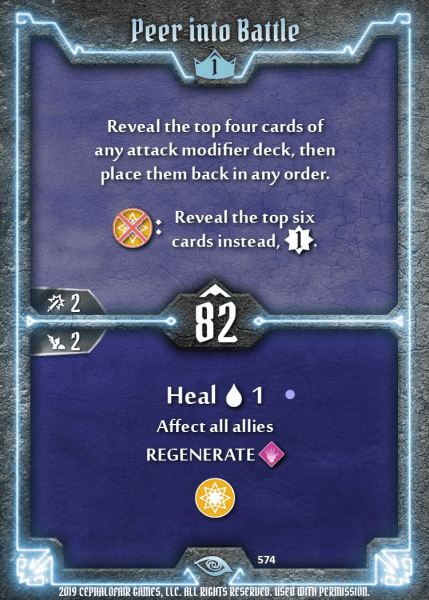 Peer into Battle
1
Reveal the top four cards of
any attack modifier deck, then
place them back in any order.
: Reveal the top six
cards instead, 1.
2
82
2
Heal 1
Affect all allies
REGENERATE
574
2019 CEPHALOFAIR GAMES, LLC. ALL RIGHTS RESERVED. USED WITH PERMISSION.